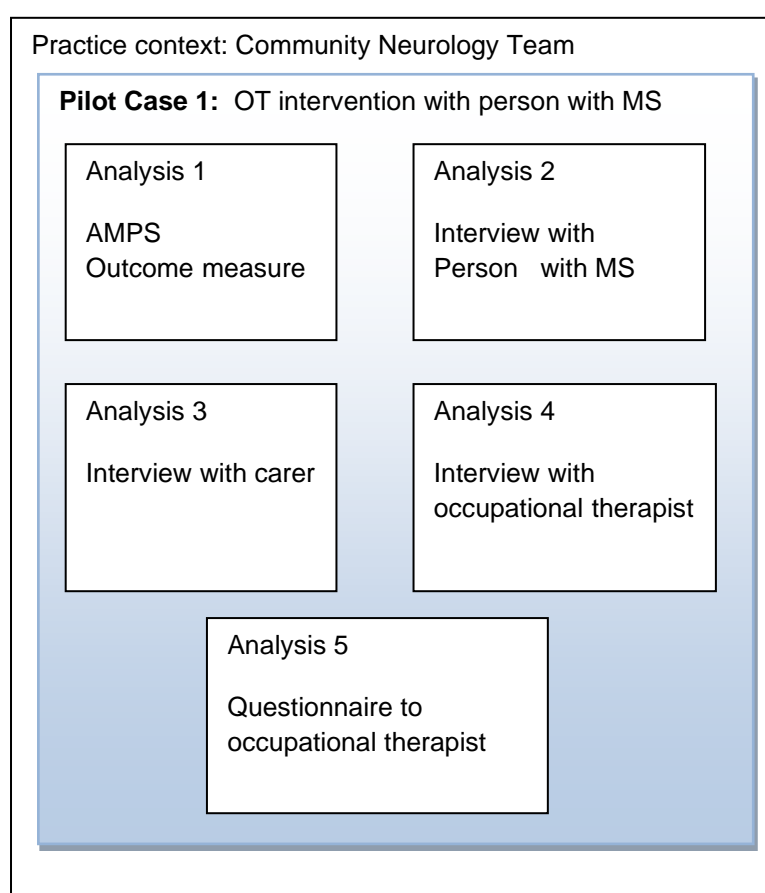 Practice context: Community Neurology Team
Pilot Case 1: OT intervention with person with MS
Analysis 1
AMPS
Outcome measure
Analysis 2
Interview with
Person with MS
Analysis 3
Interview with carer
Analysis 4
Interview with
occupational therapist
Analysis 5
Questionnaire to
occupational therapist